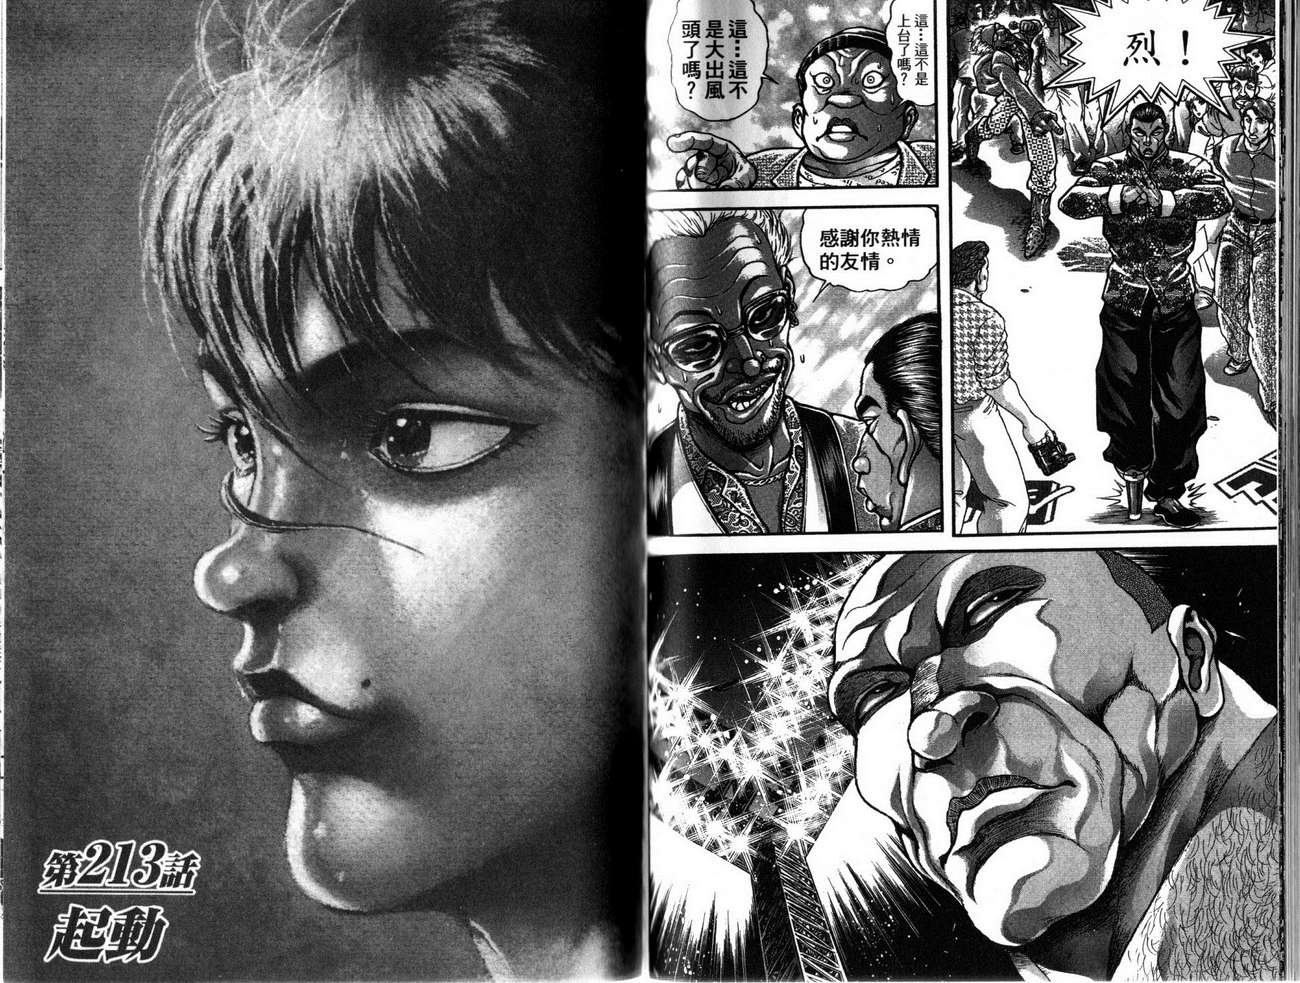 烈！
這…這不是
上台了嗎？
這…這不
是大出風
頭了嗎？
感謝你熱情
的友情。
第213話
起動